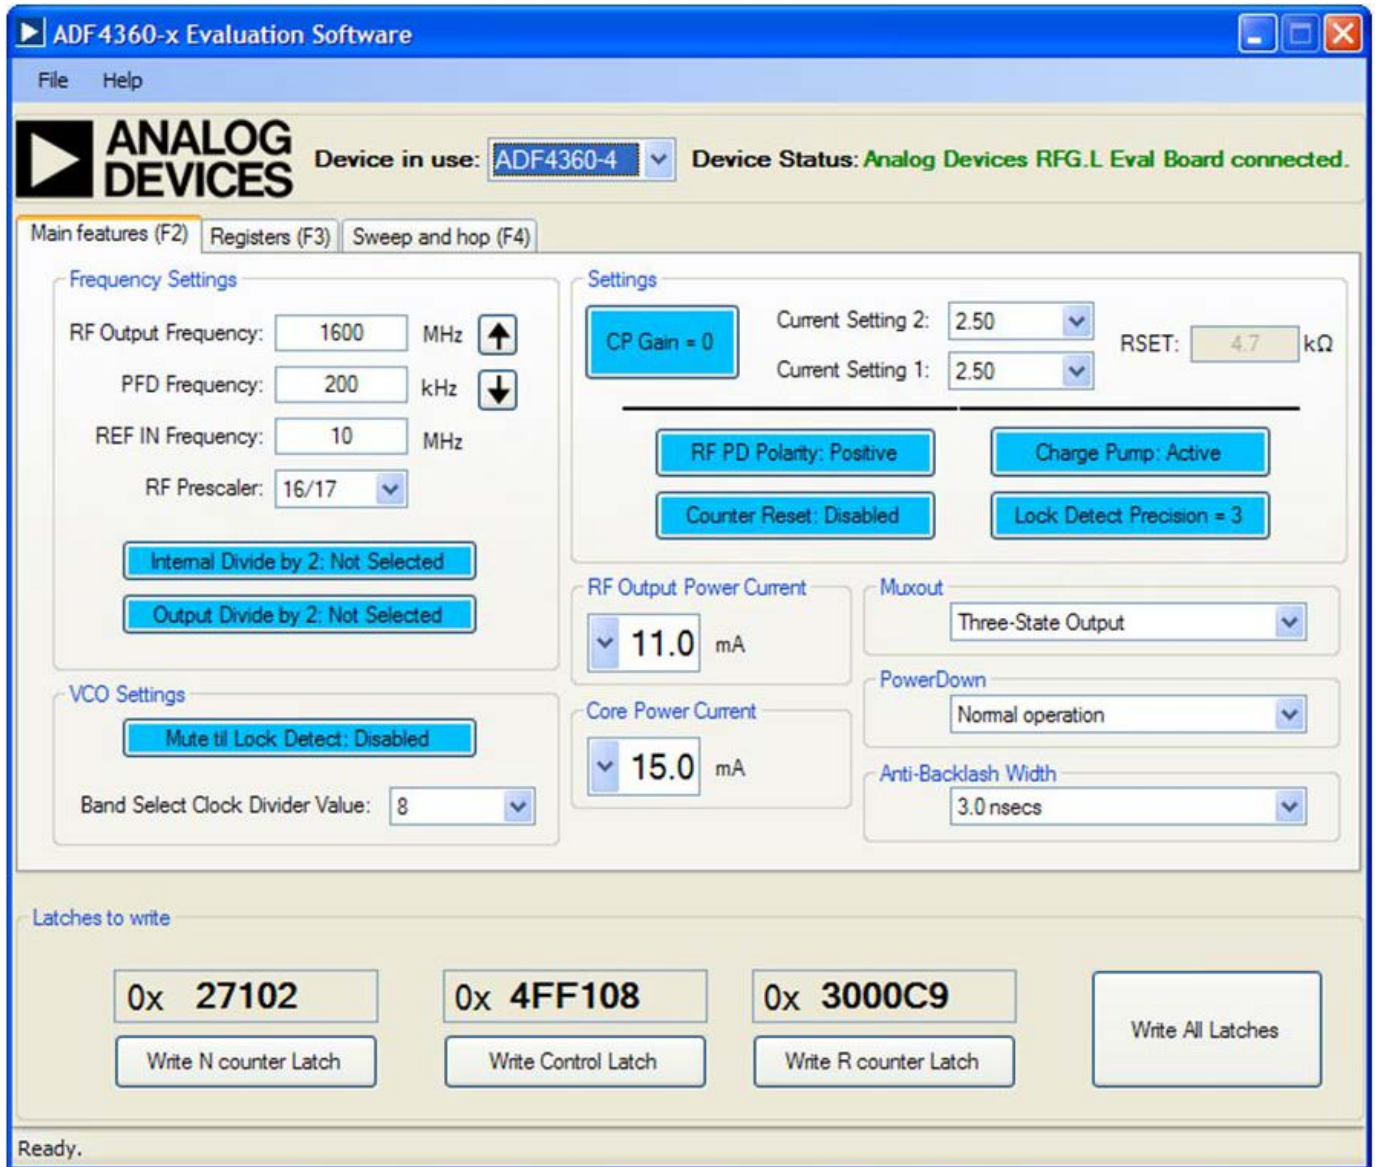 ADF4360-x Evaluation Software
File Help
ANALOG
DEVICES
Device in use: ADF4360-4 Device Status: Analog Devices RFG.L Eval Board connected.
Main features (F2) Registers (F3) Sweep and hop (F4)
Frequency Settings
RF Output Frequency: 1600 MHz
PFD Frequency: 200 kHz
REF IN Frequency: 10 MHz
RF Prescaler: 16/17
Internal Divide by 2: Not Selected
Output Divide by 2: Not Selected
VCO Settings
Mute til Lock Detect: Disabled
Band Select Clock Divider Value: 8
Settings
CP Gain = 0
Current Setting 2: 2.50
Current Setting 1: 2.50
RSET: 4.7 kΩ
RF PD Polarity: Positive Charge Pump: Active
Counter Reset: Disabled Lock Detect Precision = 3
RF Output Power Current
11.0 mA
Core Power Current
15.0 mA
Muxout
Three-State Output
PowerDown
Normal operation
Anti-Backlash Width
3.0 nsecs
Latches to write
0x 27102 0x 4FF108 0x 3000C9
Write N counter Latch Write Control Latch Write R counter Latch
Write All Latches
Ready.